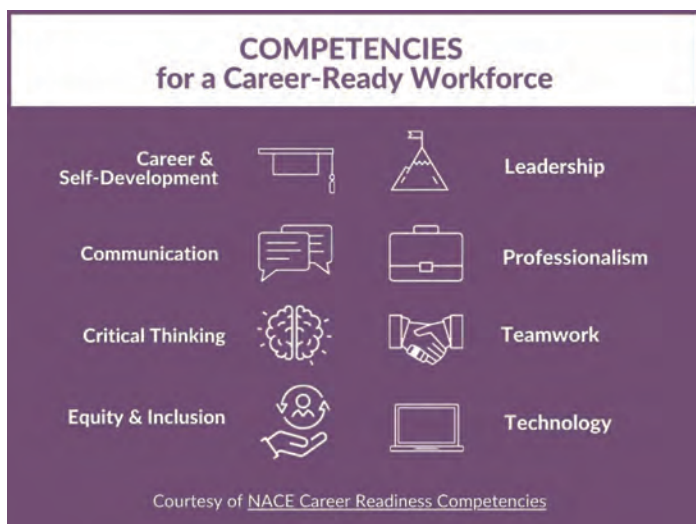 COMPETENCIES
for a Career-Ready Workforce
Career &
Self-Development
Leadership
Communication
Professionalism
Critical Thinking
Teamwork
Equity & Inclusion
Technology
Courtesy of NACE Career Readiness Competencies